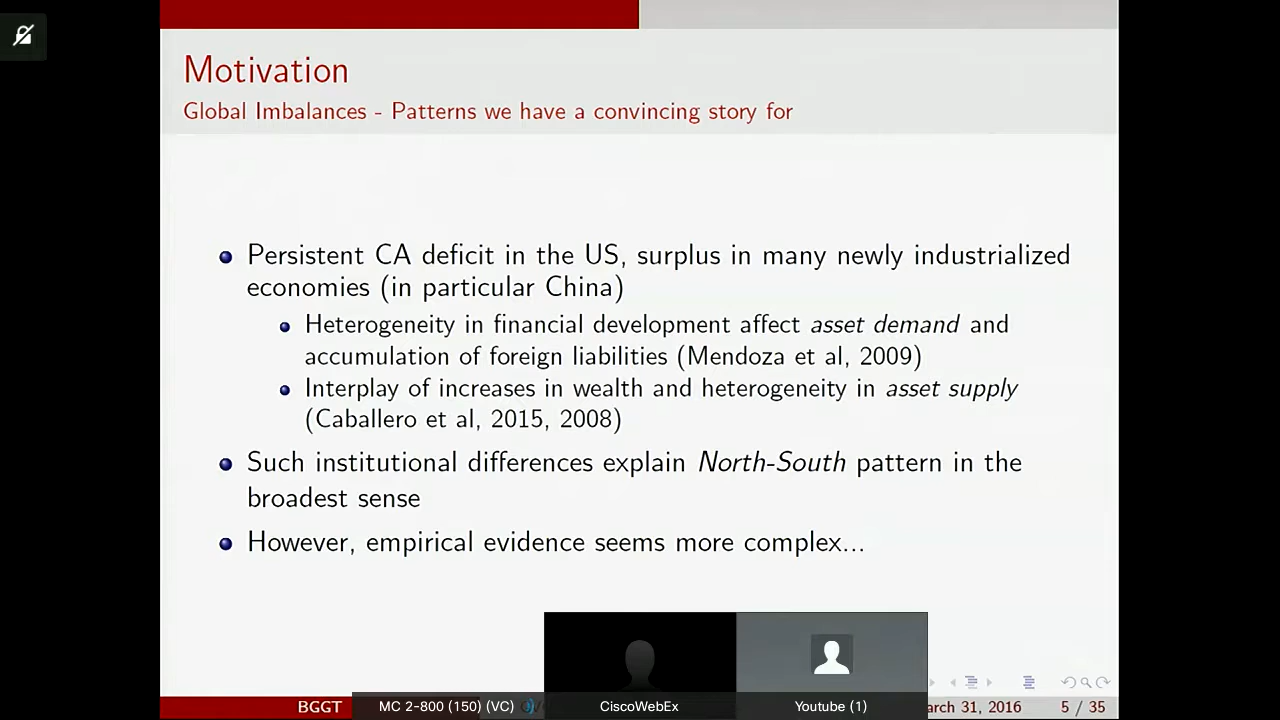 Motivation
Global Imbalances - Patterns we have a convincing story for
Persistent CA deficit in the US, surplus in many newly industrialized
economies (in particular China)
Heterogeneity in financial development affect asset demand and
accumulation of foreign liabilities (Mendoza et al, 2009)
Interplay of increases in wealth and heterogeneity in asset supply
(Caballero et al, 2015, 2008)
Such institutional differences explain North-South pattern in the
broadest sense
However, empirical evidence seems more complex...
BGGT
MC 2-800 (150) (VC)
CiscoWebEx
Youtube (1)
arch 31, 2016
5 / 35